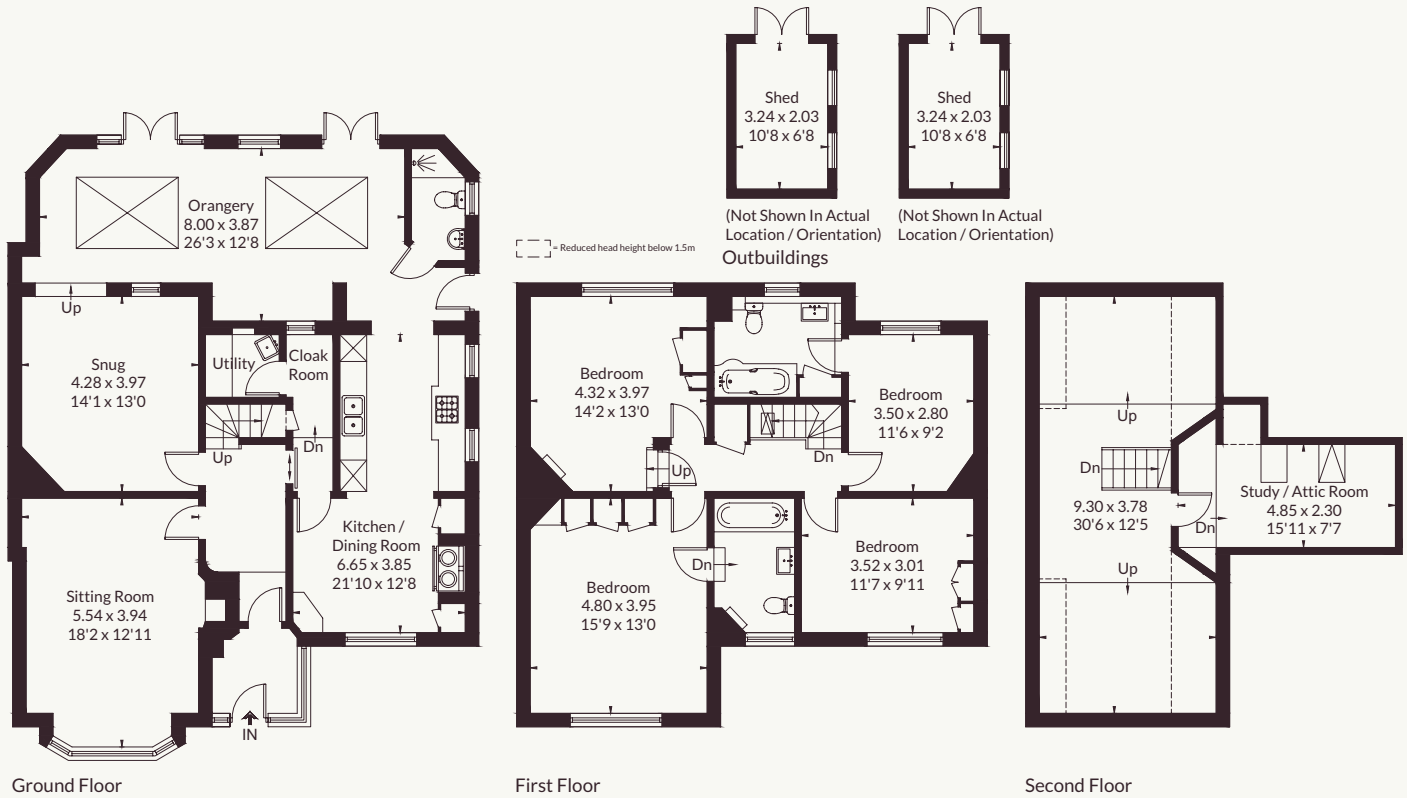 Shed
3.24 x 2.03
10'8 x 6'8
Shed
3.24 x 2.03
10'8 x 6'8
(Not Shown In Actual
Location / Orientation)
(Not Shown In Actual
Location / Orientation)
Outbuildings
= Reduced head height below 1.5m
Orangery
8.00 x 3.87
26'3 x 12'8
Up
Snug
4.28 x 3.97
14'1 x 13'0
Utility
Cloak
Room
Up
Dn
Kitchen /
Dining Room
6.65 x 3.85
21'10 x 12'8
Sitting Room
5.54 x 3.94
18'2 x 12'11
IN
Ground Floor
Bedroom
4.32 x 3.97
14'2 x 13'0
Bedroom
3.50 x 2.80
11'6 x 9'2
Up
Dn
Bedroom
4.80 x 3.95
15'9 x 13'0
Dn
Bedroom
3.52 x 3.01
11'7 x 9'11
First Floor
Up
Dn
9.30 x 3.78
30'6 x 12'5
Dn
Study / Attic Room
4.85 x 2.30
15'11 x 7'7
Up
Second Floor